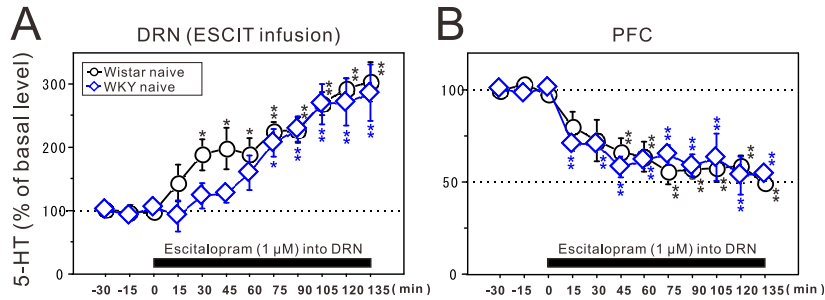 A
DRN (ESCIT infusion)
5-HT (% of basal level)
300
200
100
0
Wistar naive
WKY naive
* * * ** ** ** ** **
** ** ** ** **
Escitalopram (1 µM) into DRN
-30 -15 0 15 30 45 60 75 90 105 120 135 (min)
B
PFC
100
50
0
** ** ** ** ** ** **
** ** ** ** ** ** ** **
Escitalopram (1 µM) into DRN
-30 -15 0 15 30 45 60 75 90 105 120 135 (min)